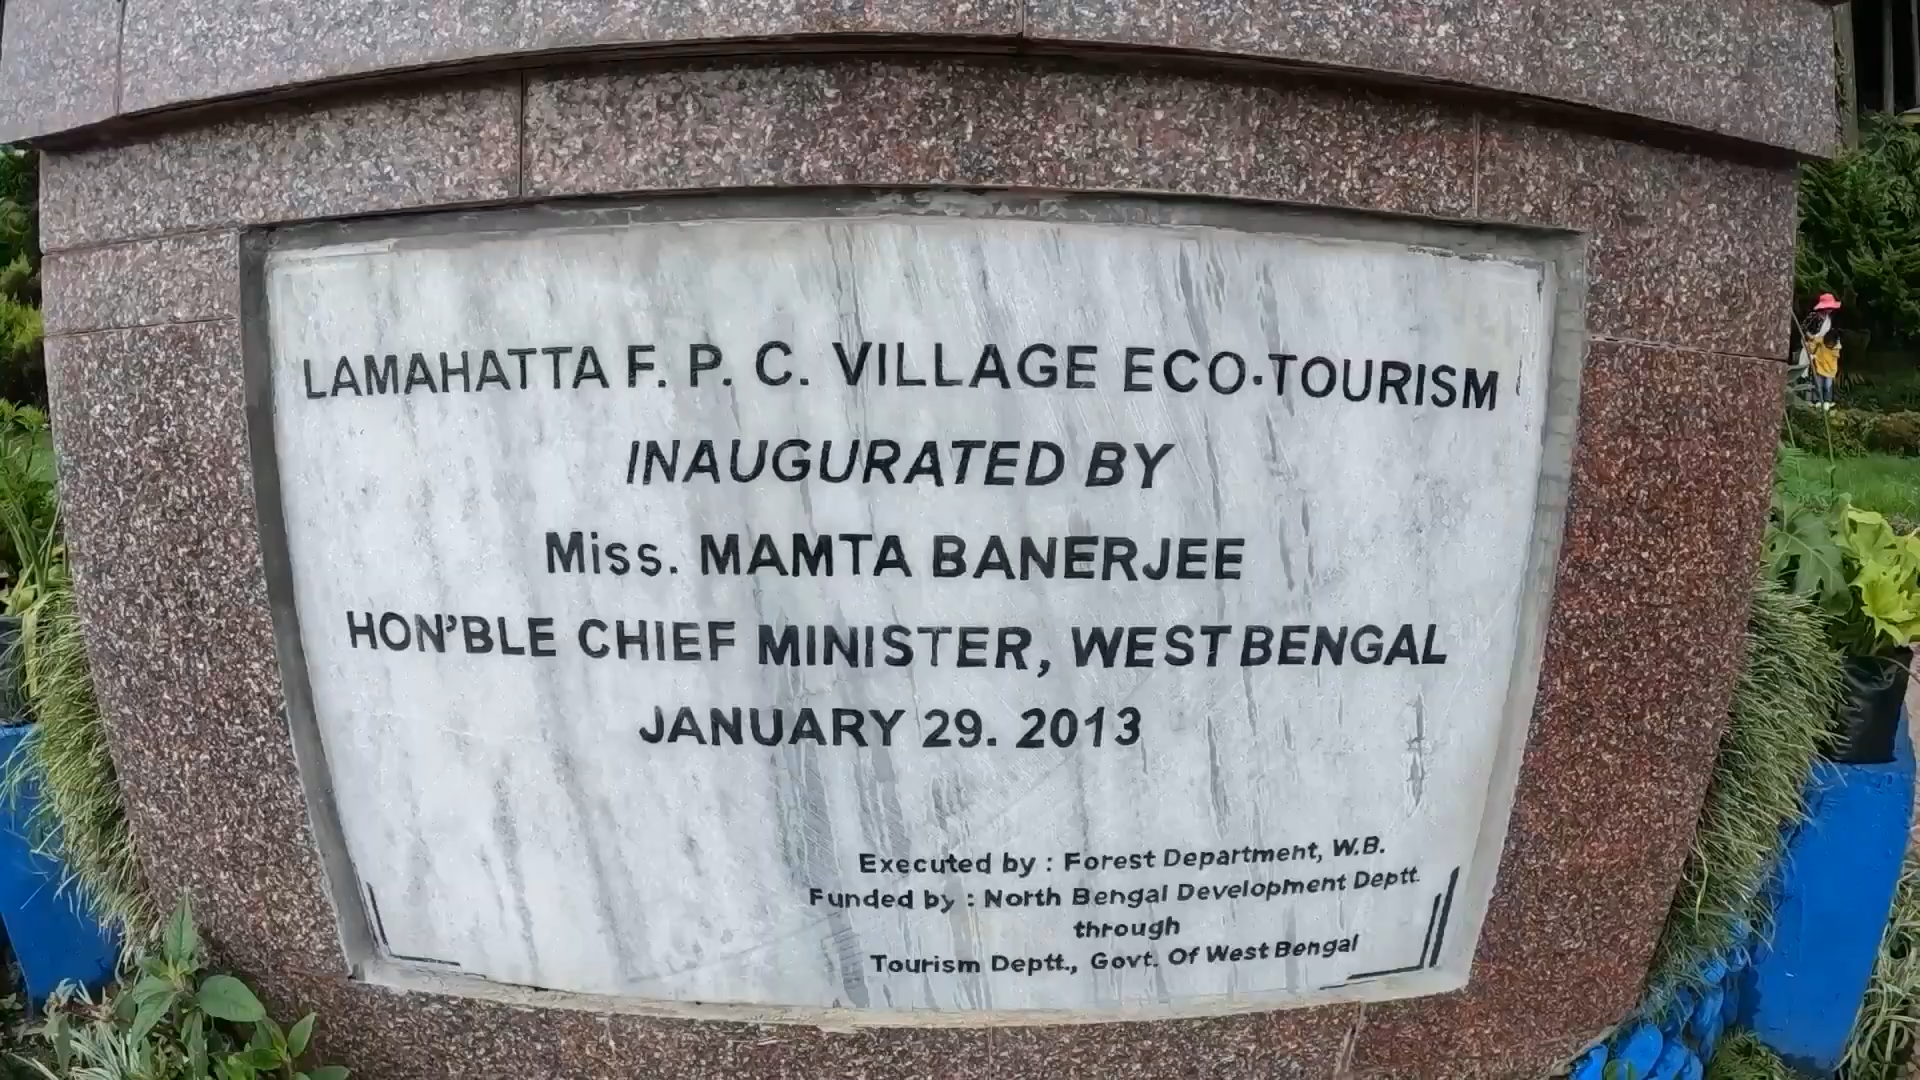 LAMAHATTA F. P. C. VILLAGE ECO-TOURISM
INAUGURATED BY
Miss. MAMTA BANERJEE
HON'BLE CHIEF MINISTER, WEST BENGAL
JANUARY 29. 2013
Executed by : Forest Department, W.B.
Funded by : North Bengal Development Deptt.
through
Tourism Deptt., Govt. Of West Bengal